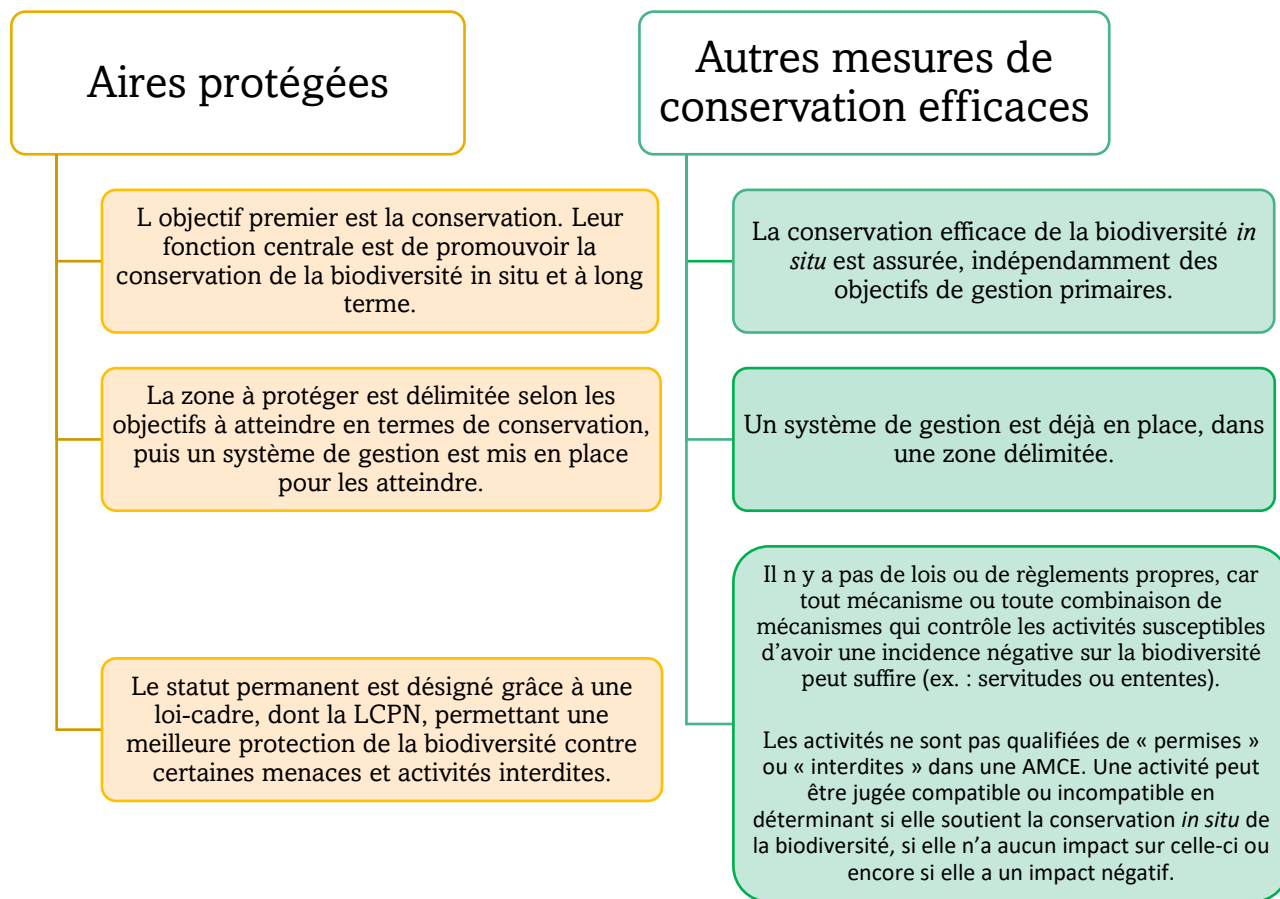 Aires protégées
L objectif premier est la conservation. Leur
fonction centrale est de promouvoir la
conservation de la biodiversité in situ et à long
terme.
La zone à protéger est délimitée selon les
objectifs à atteindre en termes de conservation,
puis un système de gestion est mis en place
pour les atteindre.
Le statut permanent est désigné grâce à une
loi-cadre, dont la LCPN, permettant une
meilleure protection de la biodiversité contre
certaines menaces et activités interdites.
Autres mesures de
conservation efficaces
La conservation efficace de la biodiversité in
situ est assurée, indépendamment des
objectifs de gestion primaires.
Un système de gestion est déjà en place, dans
une zone délimitée.
Il n y a pas de lois ou de règlements propres, car
tout mécanisme ou toute combinaison de
mécanismes qui contrôle les activités susceptibles
d’avoir une incidence négative sur la biodiversité
peut suffire (ex. : servitudes ou ententes).
Les activités ne sont pas qualifiées de « permises »
ou « interdites » dans une AMCE. Une activité peut
être jugée compatible ou incompatible en
déterminant si elle soutient la conservation in situ de
la biodiversité, si elle n’a aucun impact sur celle-ci ou
encore si elle a un impact négatif.